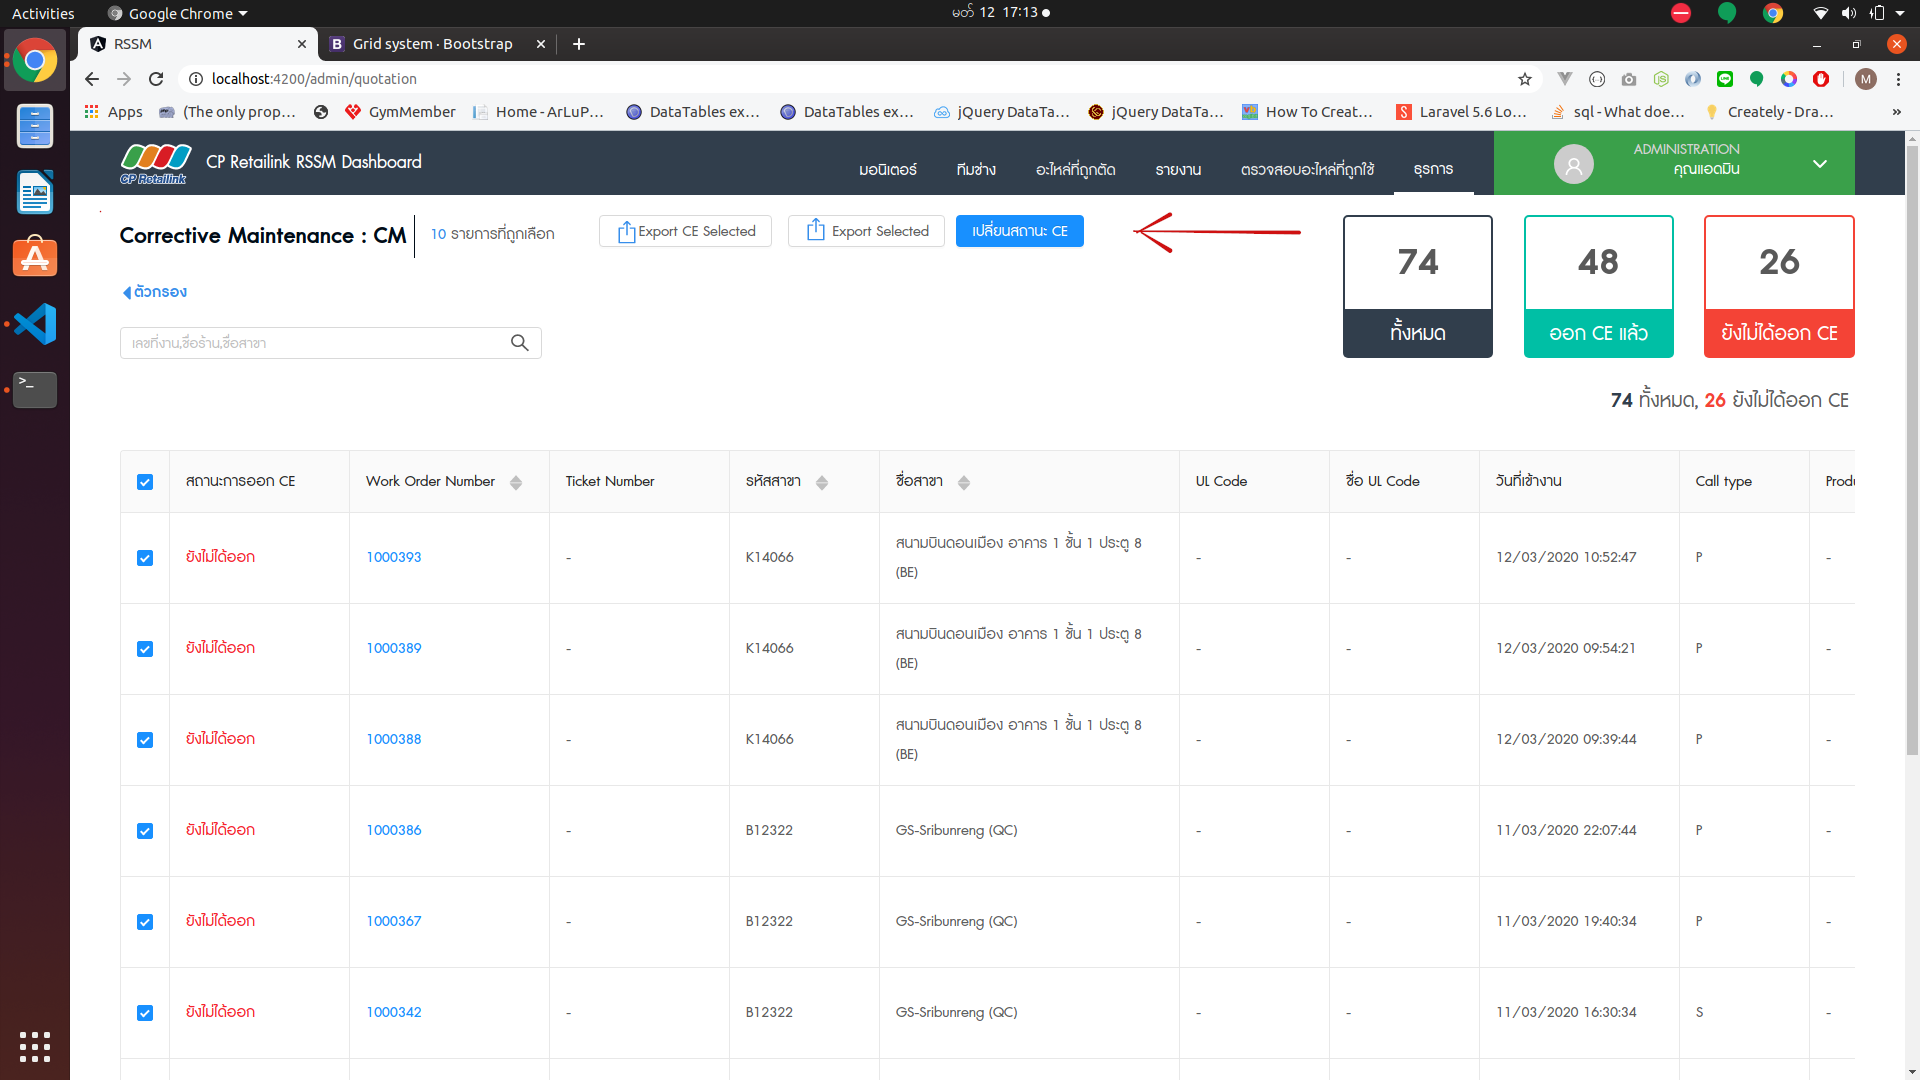 Activities
Google Chrome
မတ် 12 17:13
RSSM
Grid system · Bootstrap
localhost:4200/admin/quotation
M
Apps
(The only prop...
GymMember
Home - ArLuP...
DataTables ex...
DataTables ex...
jQuery DataTa...
jQuery DataTa...
How To Creat...
Laravel 5.6 Lo...
sql - What doe...
Creately - Dra...
CP Retailink
CP Retailink RSSM Dashboard
มอนิเตอร์
ทีมช่าง
อะไหล่ที่ถูกตัด
รายงาน
ตรวจสอบอะไหล่ที่ถูกใช้
ธุรการ
ADMINISTRATION
คุณแอดมิน
Corrective Maintenance : CM
10 รายการที่ถูกเลือก
Export CE Selected
Export Selected
เปลี่ยนสถานะ CE
74
ทั้งหมด
48
ออก CE แล้ว
26
ยังไม่ได้ออก CE
ตัวกรอง
เลขที่งาน,ชื่อร้าน,ชื่อสาขา
74 ทั้งหมด, 26 ยังไม่ได้ออก CE
สถานะการออก CE
Work Order Number
Ticket Number
รหัสสาขา
ชื่อสาขา
UL Code
ชื่อ UL Code
วันที่เข้างาน
Call type
Produ
ยังไม่ได้ออก 1000393 - K14066 สนามบินดอนเมือง อาคาร 1 ชั้น 1 ประตู 8 (BE) - - 12/03/2020 10:52:47 P -
ยังไม่ได้ออก 1000389 - K14066 สนามบินดอนเมือง อาคาร 1 ชั้น 1 ประตู 8 (BE) - - 12/03/2020 09:54:21 P -
ยังไม่ได้ออก 1000388 - K14066 สนามบินดอนเมือง อาคาร 1 ชั้น 1 ประตู 8 (BE) - - 12/03/2020 09:39:44 P -
ยังไม่ได้ออก 1000386 - B12322 GS-Sribunreng (QC) - - 11/03/2020 22:07:44 P -
ยังไม่ได้ออก 1000367 - B12322 GS-Sribunreng (QC) - - 11/03/2020 19:40:34 P -
ยังไม่ได้ออก 1000342 - B12322 GS-Sribunreng (QC) - - 11/03/2020 16:30:34 S -